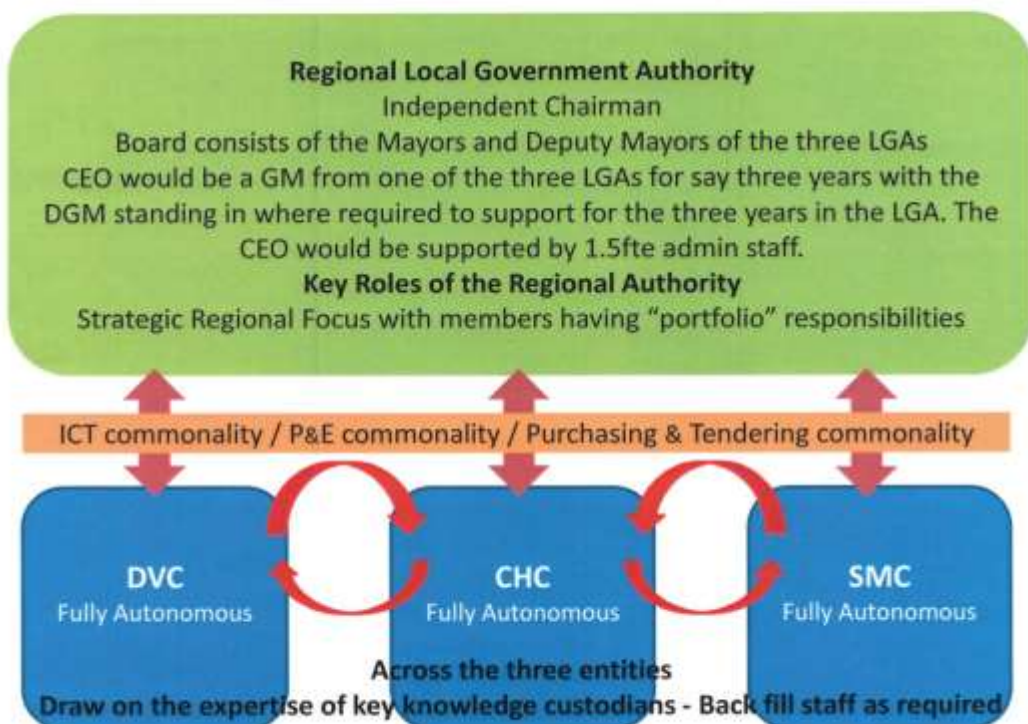 Regional Local Government Authority
Independent Chairman
Board consists of the Mayors and Deputy Mayors of the three LGAs
CEO would be a GM from one of the three LGAs for say three years with the
DGM standing in where required to support for the three years in the LGA. The
CEO would be supported by 1.5fte admin staff.
Key Roles of the Regional Authority
Strategic Regional Focus with members having “portfolio” responsibilities
ICT commonality / P&E commonality / Purchasing & Tendering commonality
DVC
Fully Autonomous
CHC
Fully Autonomous
SMC
Fully Autonomous
Across the three entities
Draw on the expertise of key knowledge custodians - Back fill staff as required